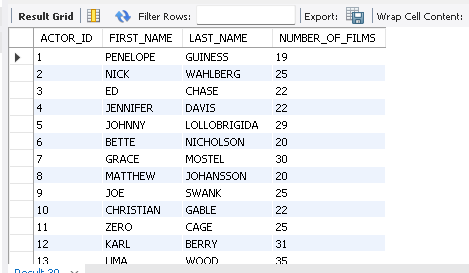 Result Grid Filter Rows: Export: Wrap Cell Content:
ACTOR_ID FIRST_NAME LAST_NAME NUMBER_OF_FILMS
1 PENELOPE GUINESS 19
2 NICK WAHLBERG 25
3 ED CHASE 22
4 JENNIFER DAVIS 22
5 JOHNNY LOLLOBRIGIDA 29
6 BETTE NICHOLSON 20
7 GRACE MOSTEL 30
8 MATTHEW JOHANSSON 20
9 JOE SWANK 25
10 CHRISTIAN GABLE 22
11 ZERO CAGE 25
12 KARL BERRY 31
13 UMA WOOD 35
Result 30